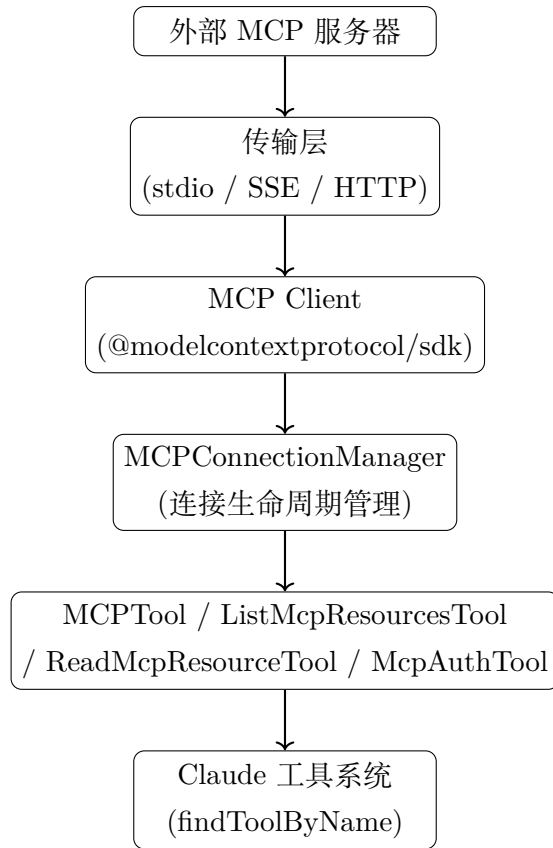 外部 MCP 服务器
传输层
(stdio / SSE / HTTP)
MCP Client
(@modelcontextprotocol/sdk)
MCPConnectionManager
(连接生命周期管理)
MCPTool / ListMcpResourcesTool
/ ReadMcpResourceTool / McpAuthTool
Claude 工具系统
(findToolByName)